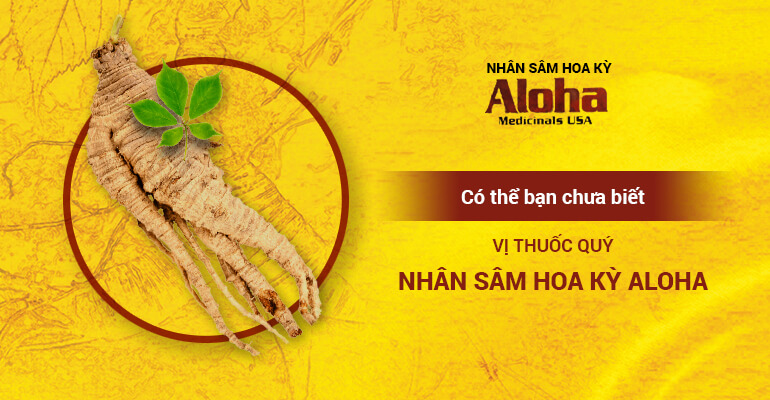 NHÂN SÂM HOA KỲ
Aloha
Medicinals USA
Có thể bạn chưa biết
VỊ THUỐC QUÝ
NHÂN SÂM HOA KỲ ALOHA